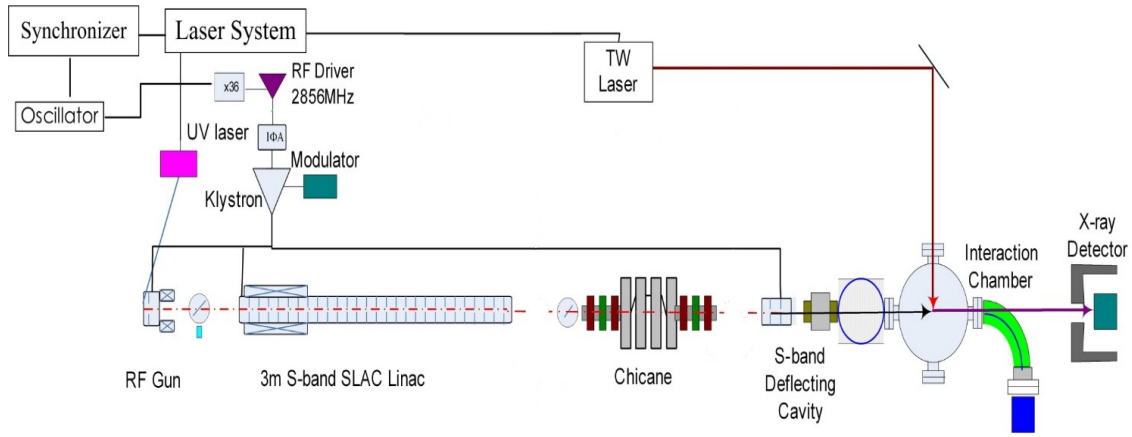 Synchronizer
Laser System
TW
Laser
x36
RF Driver
2856MHz
Oscillator
UV laser
IΦA
Modulator
Klystron
X-ray
Detector
Interaction
Chamber
RF Gun
3m S-band SLAC Linac
Chicane
S-band
Deflecting
Cavity